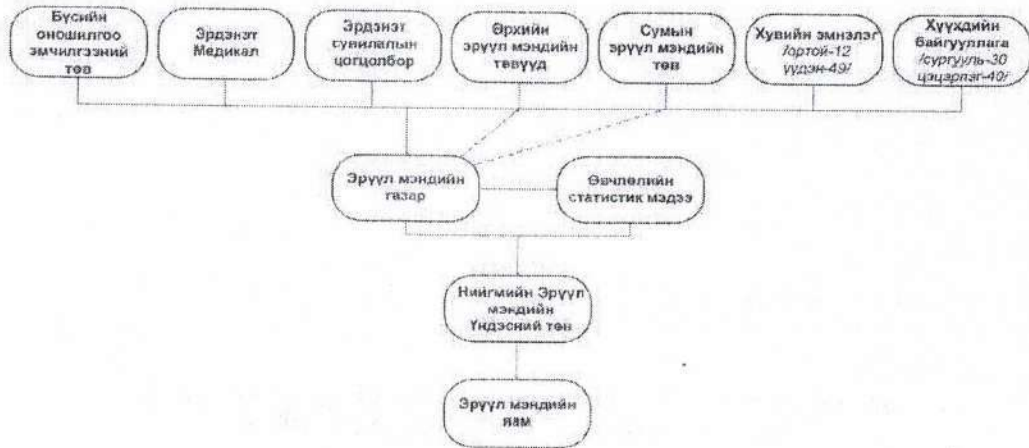 Бүсийн
оношилгоо
эмчилгээний
төв
Эрдэнэт
Медикал
Эрдэнэт
сувилалын
цогцолбор
Өрхийн
эрүүл мэндийн
төвүүд
Сумын
эрүүл мэндийн
төв
Хувийн эмнэлэг
/ортой-12
үүдэн-49/
Хүүхдийн
байгууллага
/сургууль-30
цэцэрлэг-40/
Эрүүл мэндийн
газар
Өвчлөлийн
статистик мэдээ
Нийгмийн Эрүүл
мэндийн
Үндэсний төв
Эрүүл мэндийн
яам